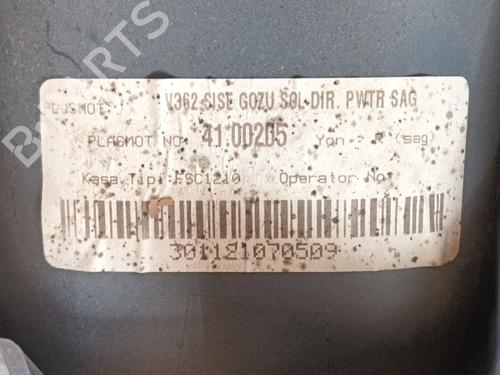 PARTS
V362 SISE GOZU SOL DIR. PWTR SAG
PLASMOT NO: 41.00205 Yon : R (sag)
Kasa Tipi: FSC1210 Operator No:
301121070509